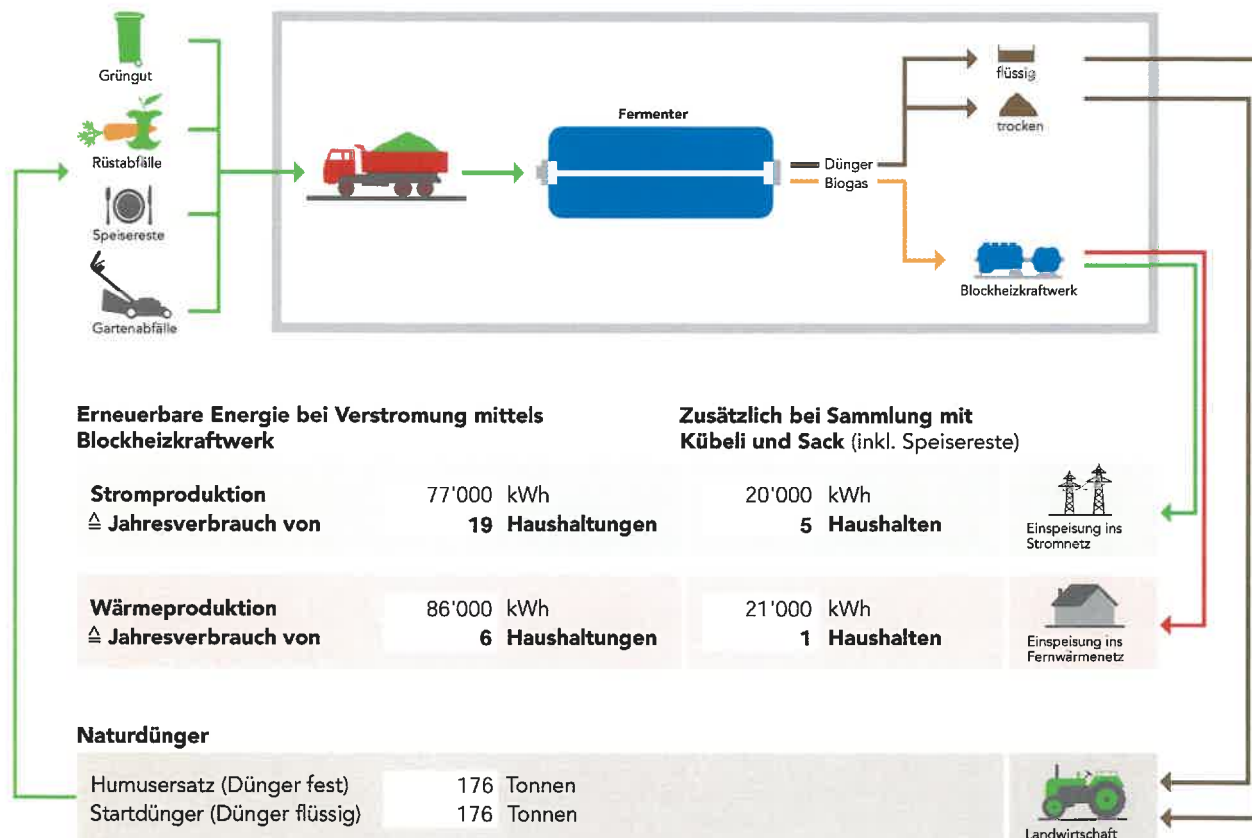 Grüngut
Rüstabfälle
Speisereste
Gartenabfälle
Fermenter
Dünger
Biogas
flüssig
trocken
Blockheizkraftwerk
Erneuerbare Energie bei Verstromung mittels
Blockheizkraftwerk
Zusätzlich bei Sammlung mit
Kübeli und Sack (inkl. Speisereste)
Stromproduktion 77'000 kWh 20'000 kWh
≙ Jahresverbrauch von 19 Haushaltungen 5 Haushalten
Einspeisung ins
Stromnetz
Wärmeproduktion 86'000 kWh 21'000 kWh
≙ Jahresverbrauch von 6 Haushaltungen 1 Haushalten
Einspeisung ins
Fernwärmenetz
Naturdünger
Humusersatz (Dünger fest) 176 Tonnen
Startdünger (Dünger flüssig) 176 Tonnen
Landwirtschaft